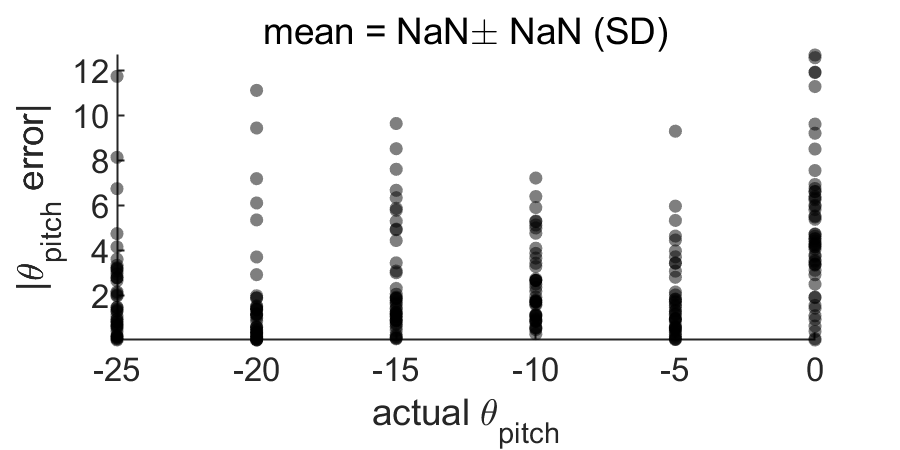 mean = NaN± NaN (SD)
12
10
8
6
4
2
|θpitch error|
-25 -20 -15 -10 -5 0
actual θpitch